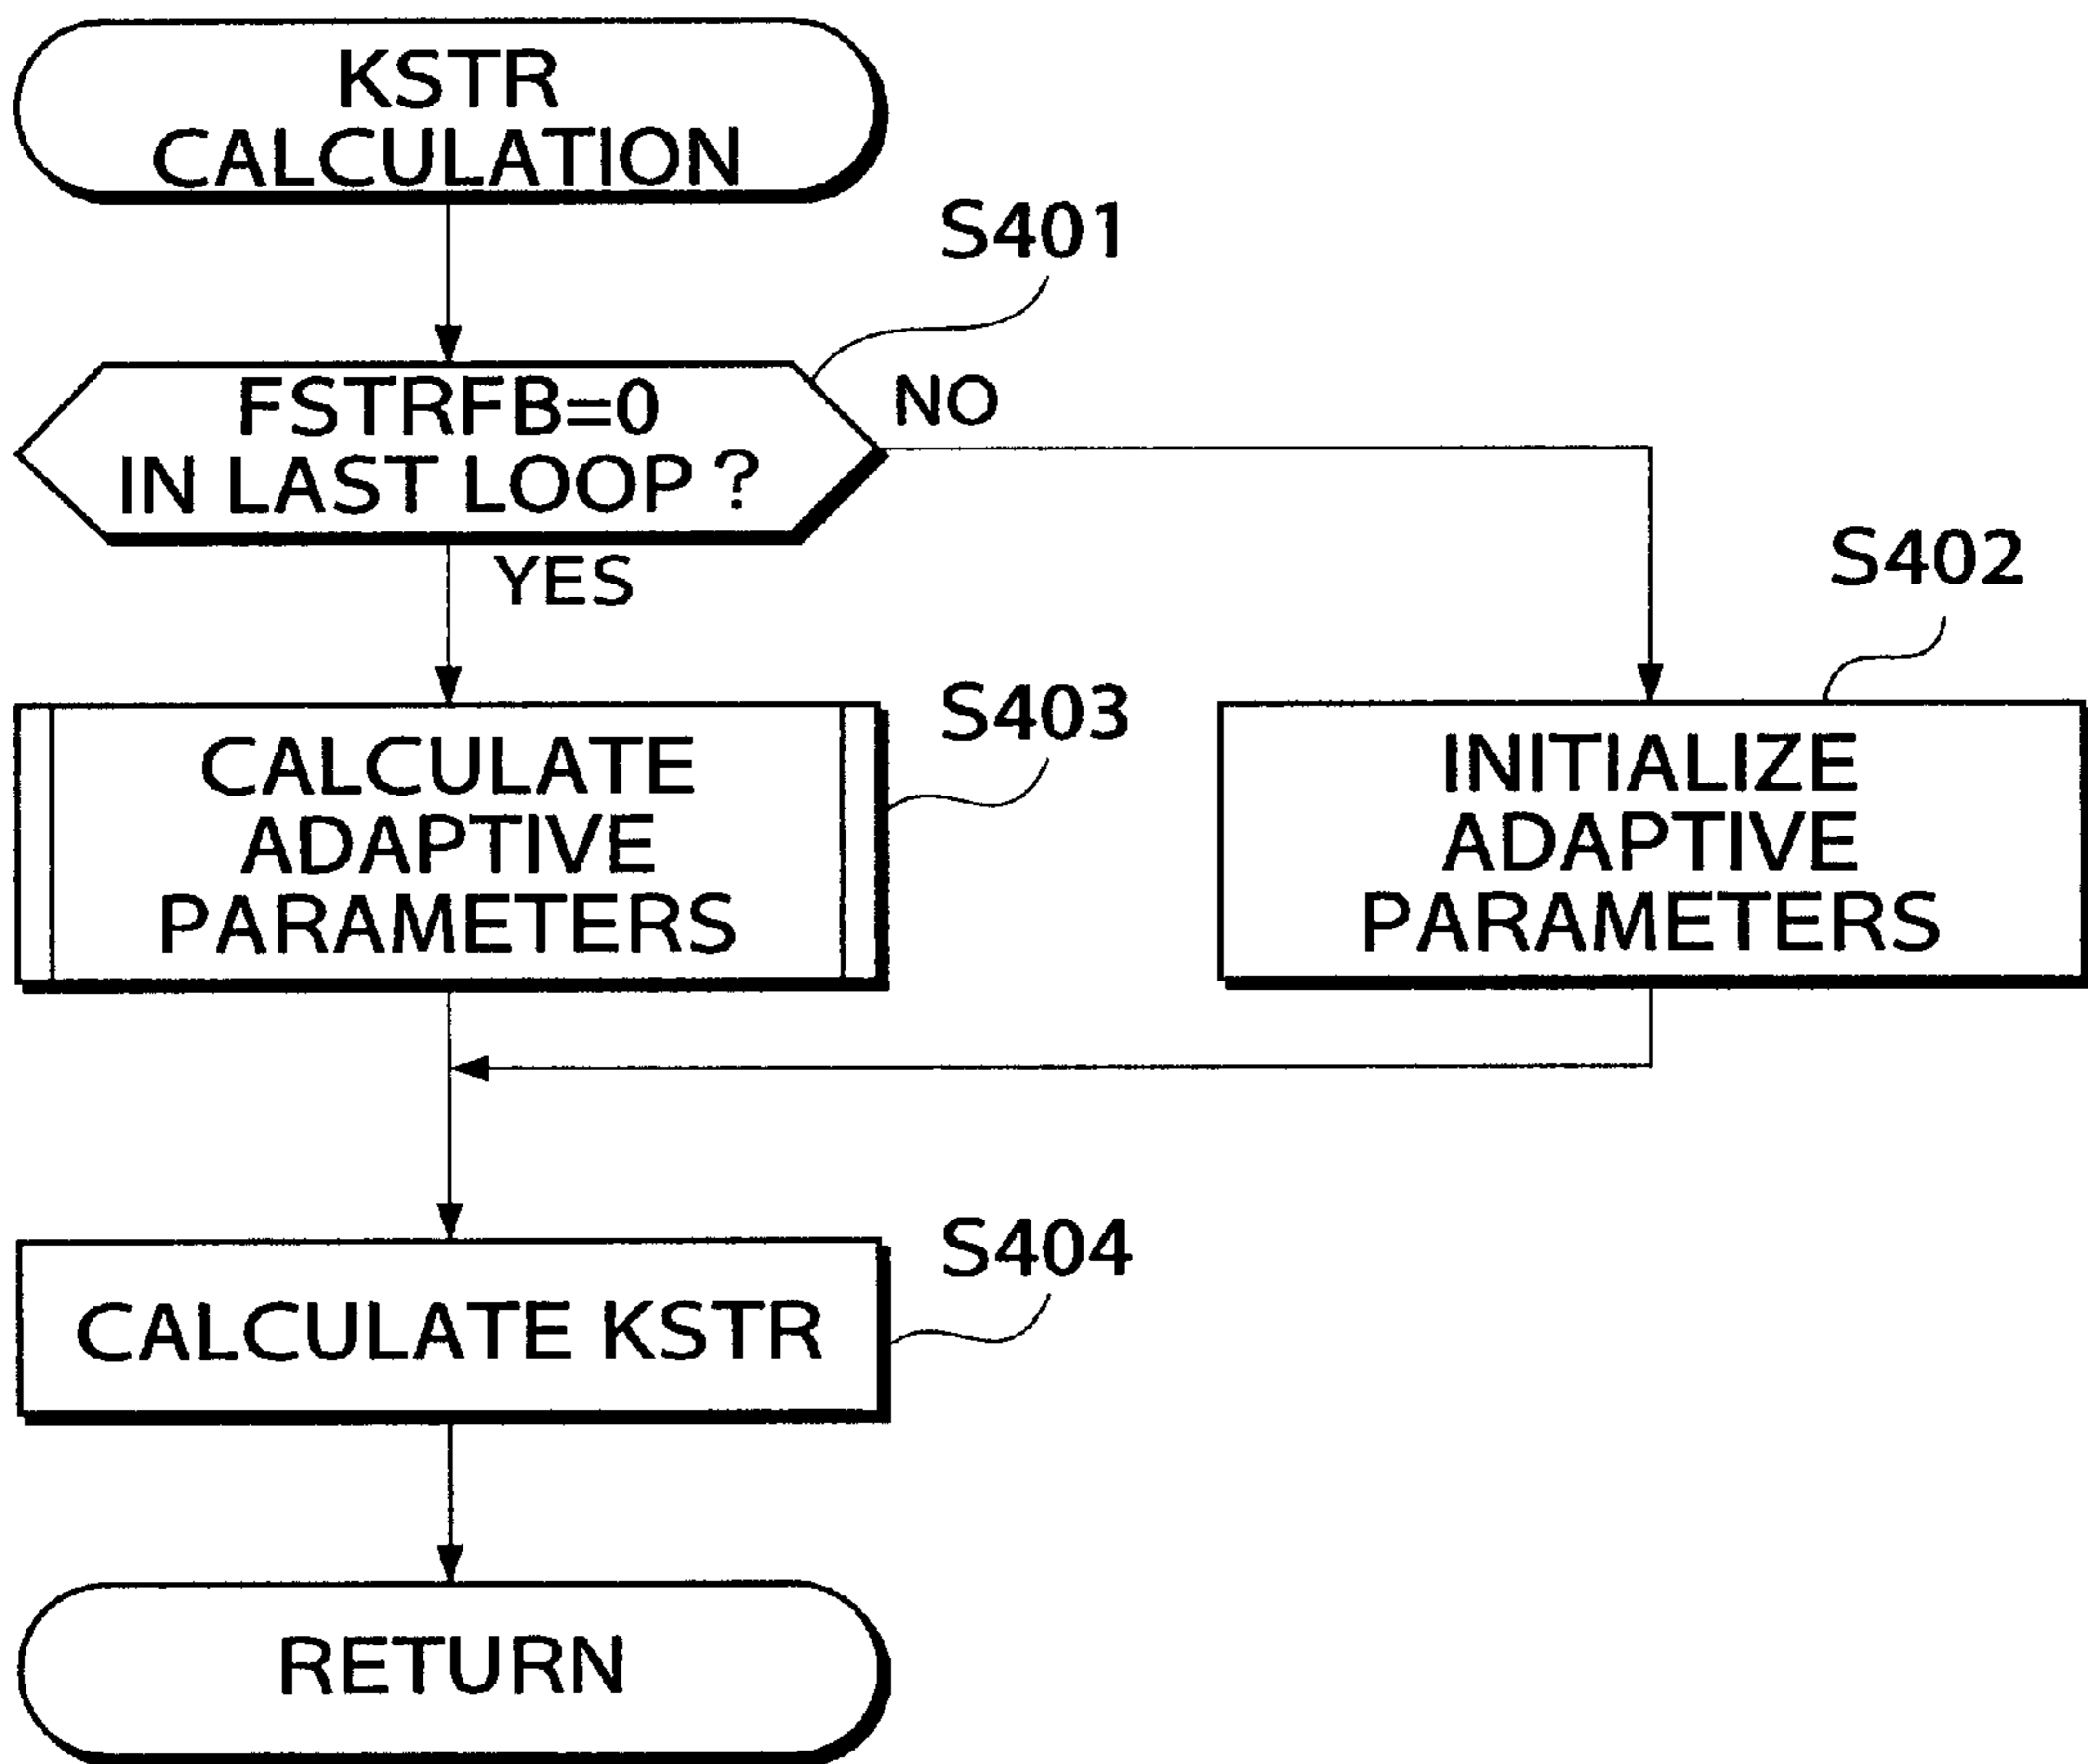 KSTR
CALCULATION
S401
FSTRFB=0
IN LAST LOOP ?
NO
YES
S402
S403
CALCULATE
ADAPTIVE
PARAMETERS
INITIALIZE
ADAPTIVE
PARAMETERS
S404
CALCULATE KSTR
RETURN